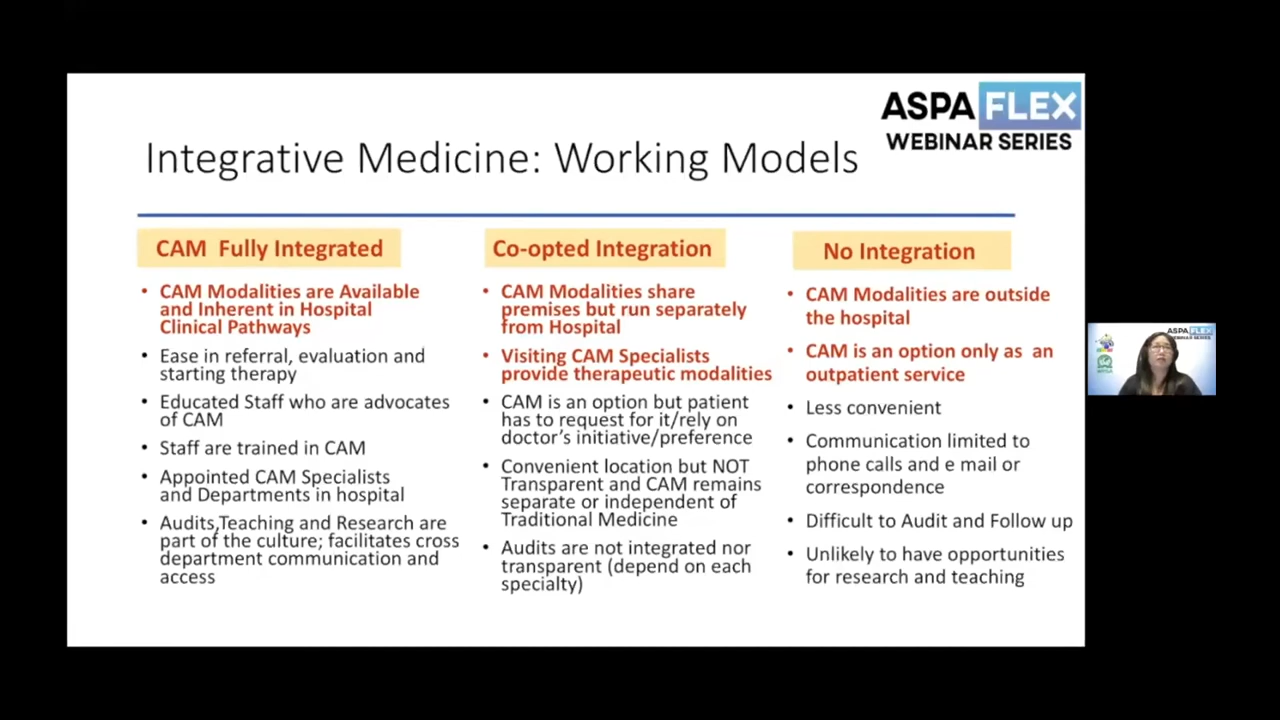 ASPA FLEX
WEBINAR SERIES
Integrative Medicine: Working Models
CAM Fully Integrated
• CAM Modalities are Available
and Inherent in Hospital
Clinical Pathways
• Ease in referral, evaluation and
starting therapy
• Educated Staff who are advocates
of CAM
• Staff are trained in CAM
• Appointed CAM Specialists
and Departments in hospital
• Audits,Teaching and Research are
part of the culture; facilitates cross
department communication and
access
Co-opted Integration
• CAM Modalities share
premises but run separately
from Hospital
• Visiting CAM Specialists
provide therapeutic modalities
• CAM is an option but patient
has to request for it/rely on
doctor's initiative/preference
• Convenient location but NOT
Transparent and CAM remains
separate or independent of
Traditional Medicine
• Audits are not integrated nor
transparent (depend on each
specialty)
No Integration
• CAM Modalities are outside
the hospital
• CAM is an option only as an
outpatient service
• Less convenient
• Communication limited to
phone calls and e mail or
correspondence
• Difficult to Audit and Follow up
• Unlikely to have opportunities
for research and teaching
ASPA FLEX
WEBINAR SERIES